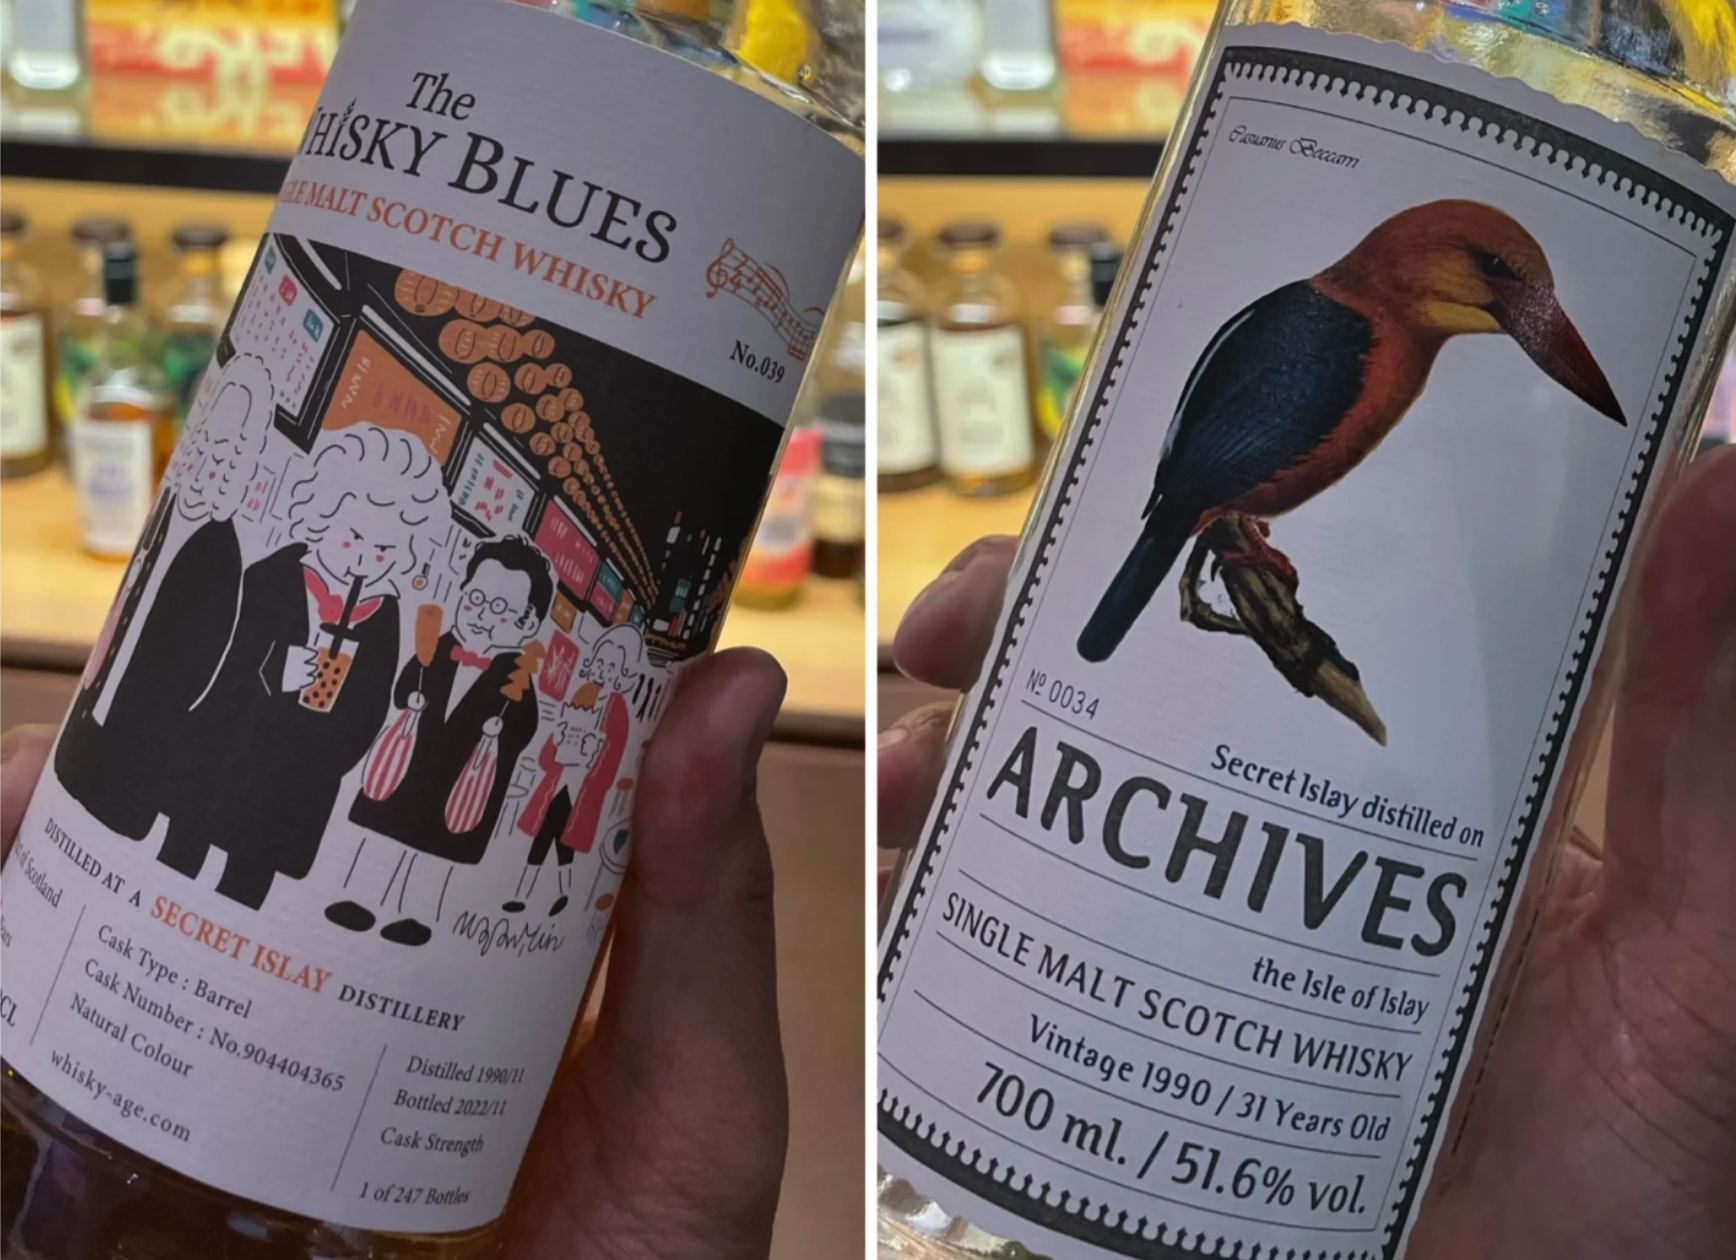 The
WHISKY BLUES
GLE MALT SCOTCH WHISKY
No.039
DISTILLED AT A SECRET ISLAY DISTILLERY
of Scotland
Cask Type : Barrel
Cask Number : No.904404365
Natural Colour
whisky-age.com
Distilled 1990/11
Bottled 2022/11
Cask Strength
1 of 247 Bottles
Casuarius Beccarri
Nº 0034
Secret Islay distilled on
ARCHIVES
the Isle of Islay
SINGLE MALT SCOTCH WHISKY
Vintage 1990 / 31 Years Old
700 ml. / 51.6% vol.